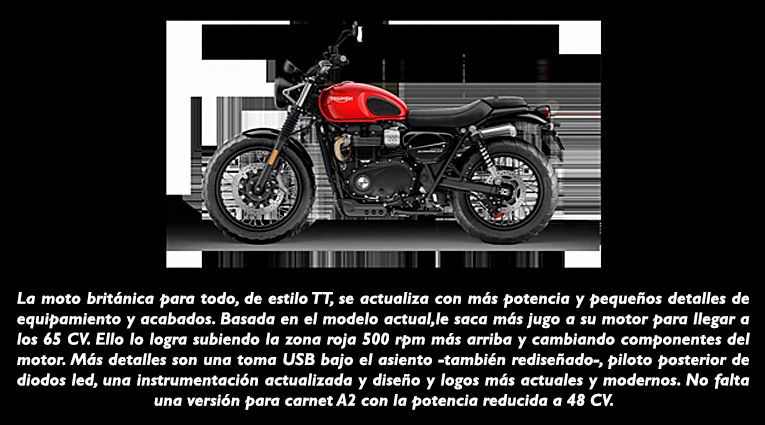 TRIUMPH
La moto británica para todo, de estilo TT, se actualiza con más potencia y pequeños detalles de
equipamiento y acabados. Basada en el modelo actual,le saca más jugo a su motor para llegar a
los 65 CV. Ello lo logra subiendo la zona roja 500 rpm más arriba y cambiando componentes del
motor. Más detalles son una toma USB bajo el asiento -también rediseñado-, piloto posterior de
diodos led, una instrumentación actualizada y diseño y logos más actuales y modernos. No falta
una versión para carnet A2 con la potencia reducida a 48 CV.